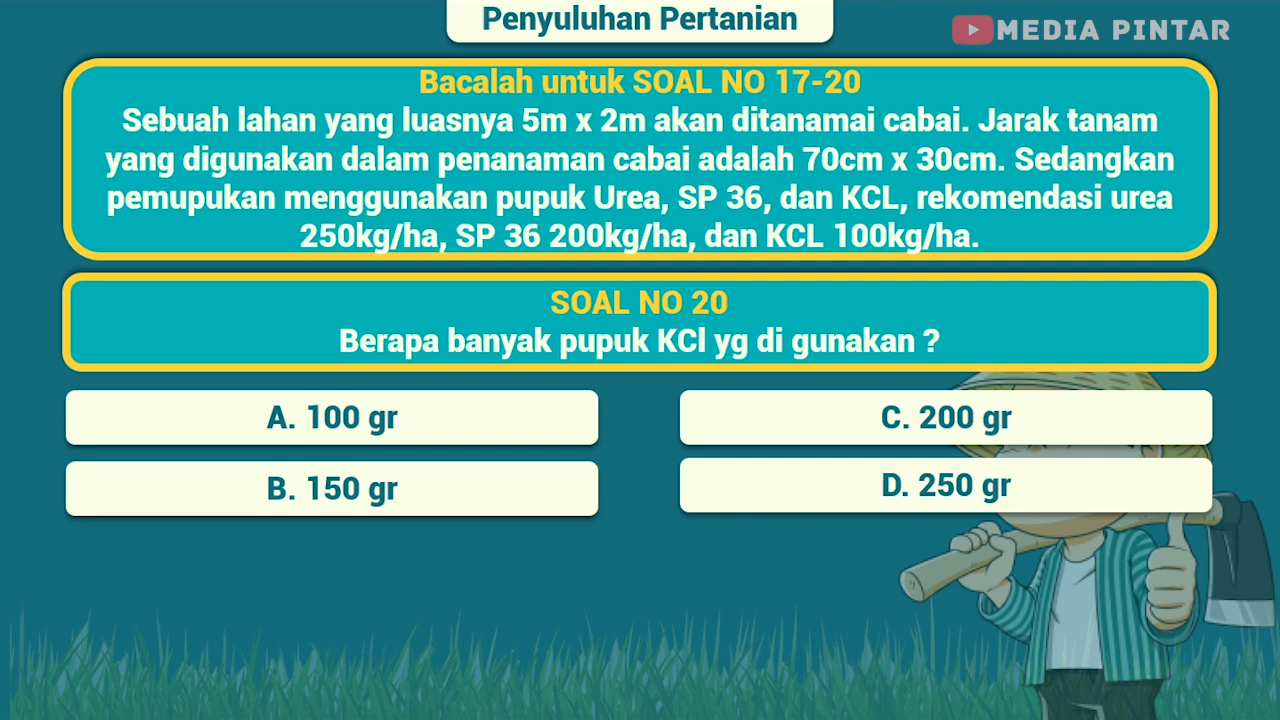 Penyuluhan Pertanian
MEDIA PINTAR
Bacalah untuk SOAL NO 17-20
Sebuah lahan yang luasnya 5m x 2m akan ditanamai cabai. Jarak tanam
yang digunakan dalam penanaman cabai adalah 70cm x 30cm. Sedangkan
pemupukan menggunakan pupuk Urea, SP 36, dan KCL, rekomendasi urea
250kg/ha, SP 36 200kg/ha, dan KCL 100kg/ha.
SOAL NO 20
Berapa banyak pupuk KCl yg di gunakan ?
A. 100 gr
B. 150 gr
C. 200 gr
D. 250 gr